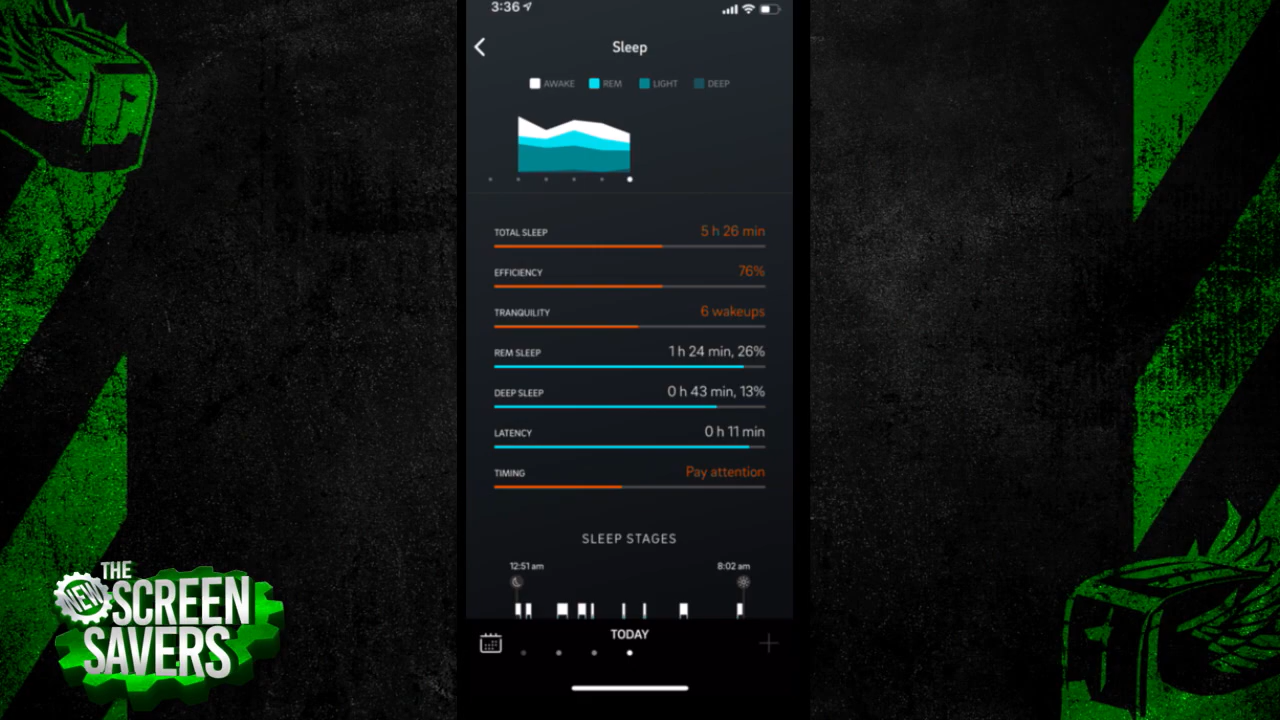 3:36
Sleep
AWAKE REM LIGHT DEEP
TOTAL SLEEP 5 h 26 min
EFFICIENCY 76%
TRANQUILITY 6 wakeups
REM SLEEP 1 h 24 min, 26%
DEEP SLEEP 0 h 43 min, 13%
LATENCY 0 h 11 min
TIMING Pay attention
SLEEP STAGES
12:51 am 8:02 am
TODAY
THE
NEW SCREEN
SAVERS